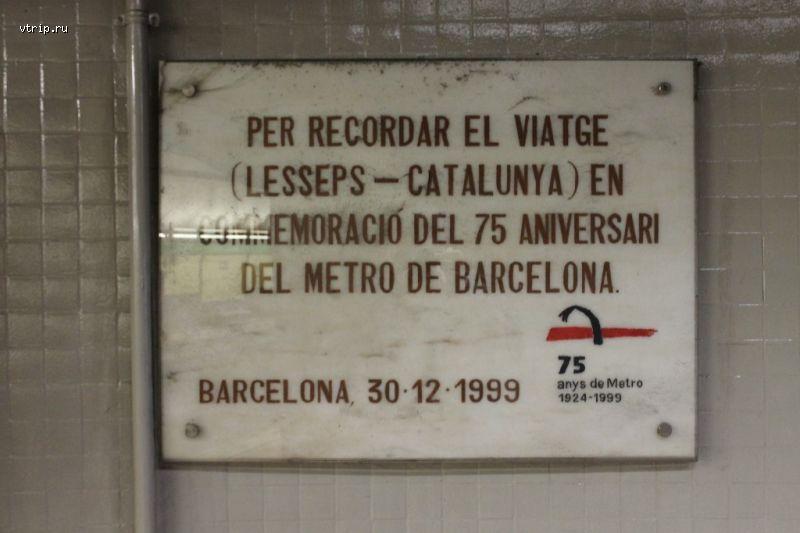 vtrip.ru
PER RECORDAR EL VIATGE
(LESSEPS – CATALUNYA) EN
COMMEMORACIÓ DEL 75 ANIVERSARI
DEL METRO DE BARCELONA.
75
anys de Metro
1924-1999
BARCELONA, 30·12·1999